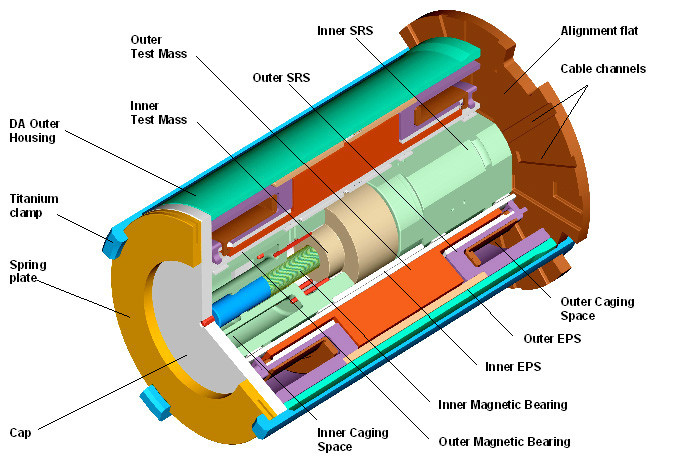 Inner SRS
Outer
Test Mass
Alignment flat
Outer SRS
Cable channels
Inner
Test Mass
DA Outer
Housing
Titanium
clamp
Spring
plate
Outer Caging
Space
Outer EPS
Inner EPS
Inner Magnetic Bearing
Cap
Inner Caging
Space
Outer Magnetic Bearing